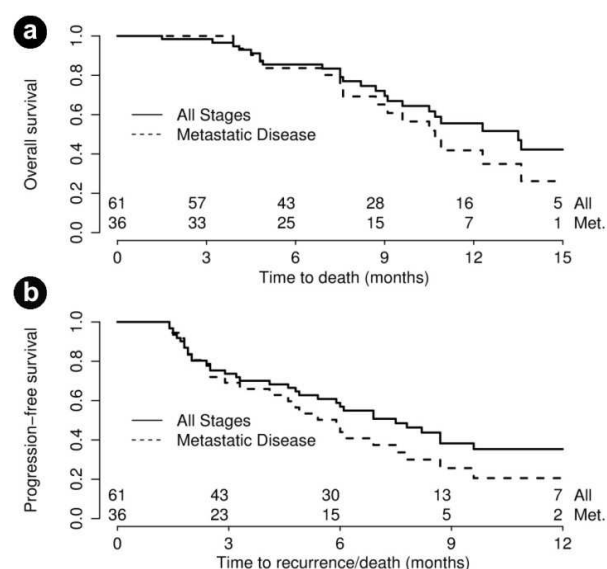 a
Overall survival
1.0
0.8
0.6
0.4
0.2
0.0
All Stages
Metastatic Disease
61 57 43 28 16 5 All
36 33 25 15 7 1 Met.
0 3 6 9 12 15
Time to death (months)
b
Progression-free survival
1.0
0.8
0.6
0.4
0.2
0.0
All Stages
Metastatic Disease
61 43 30 13 7 All
36 23 15 5 2 Met.
0 3 6 9 12
Time to recurrence/death (months)